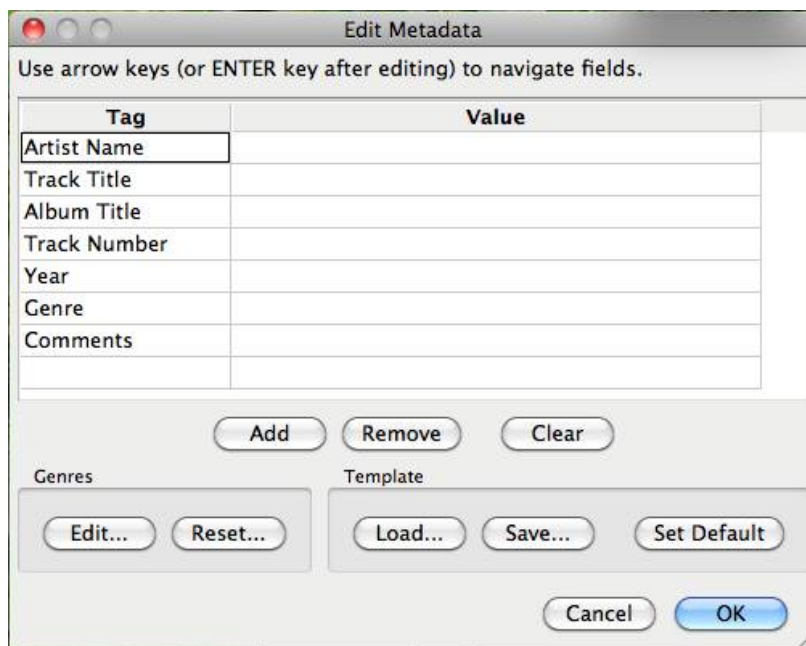 Edit Metadata
Use arrow keys (or ENTER key after editing) to navigate fields.
Tag Value
Artist Name
Track Title
Album Title
Track Number
Year
Genre
Comments
Add Remove Clear
Genres Template
Edit... Reset... Load... Save... Set Default
Cancel OK